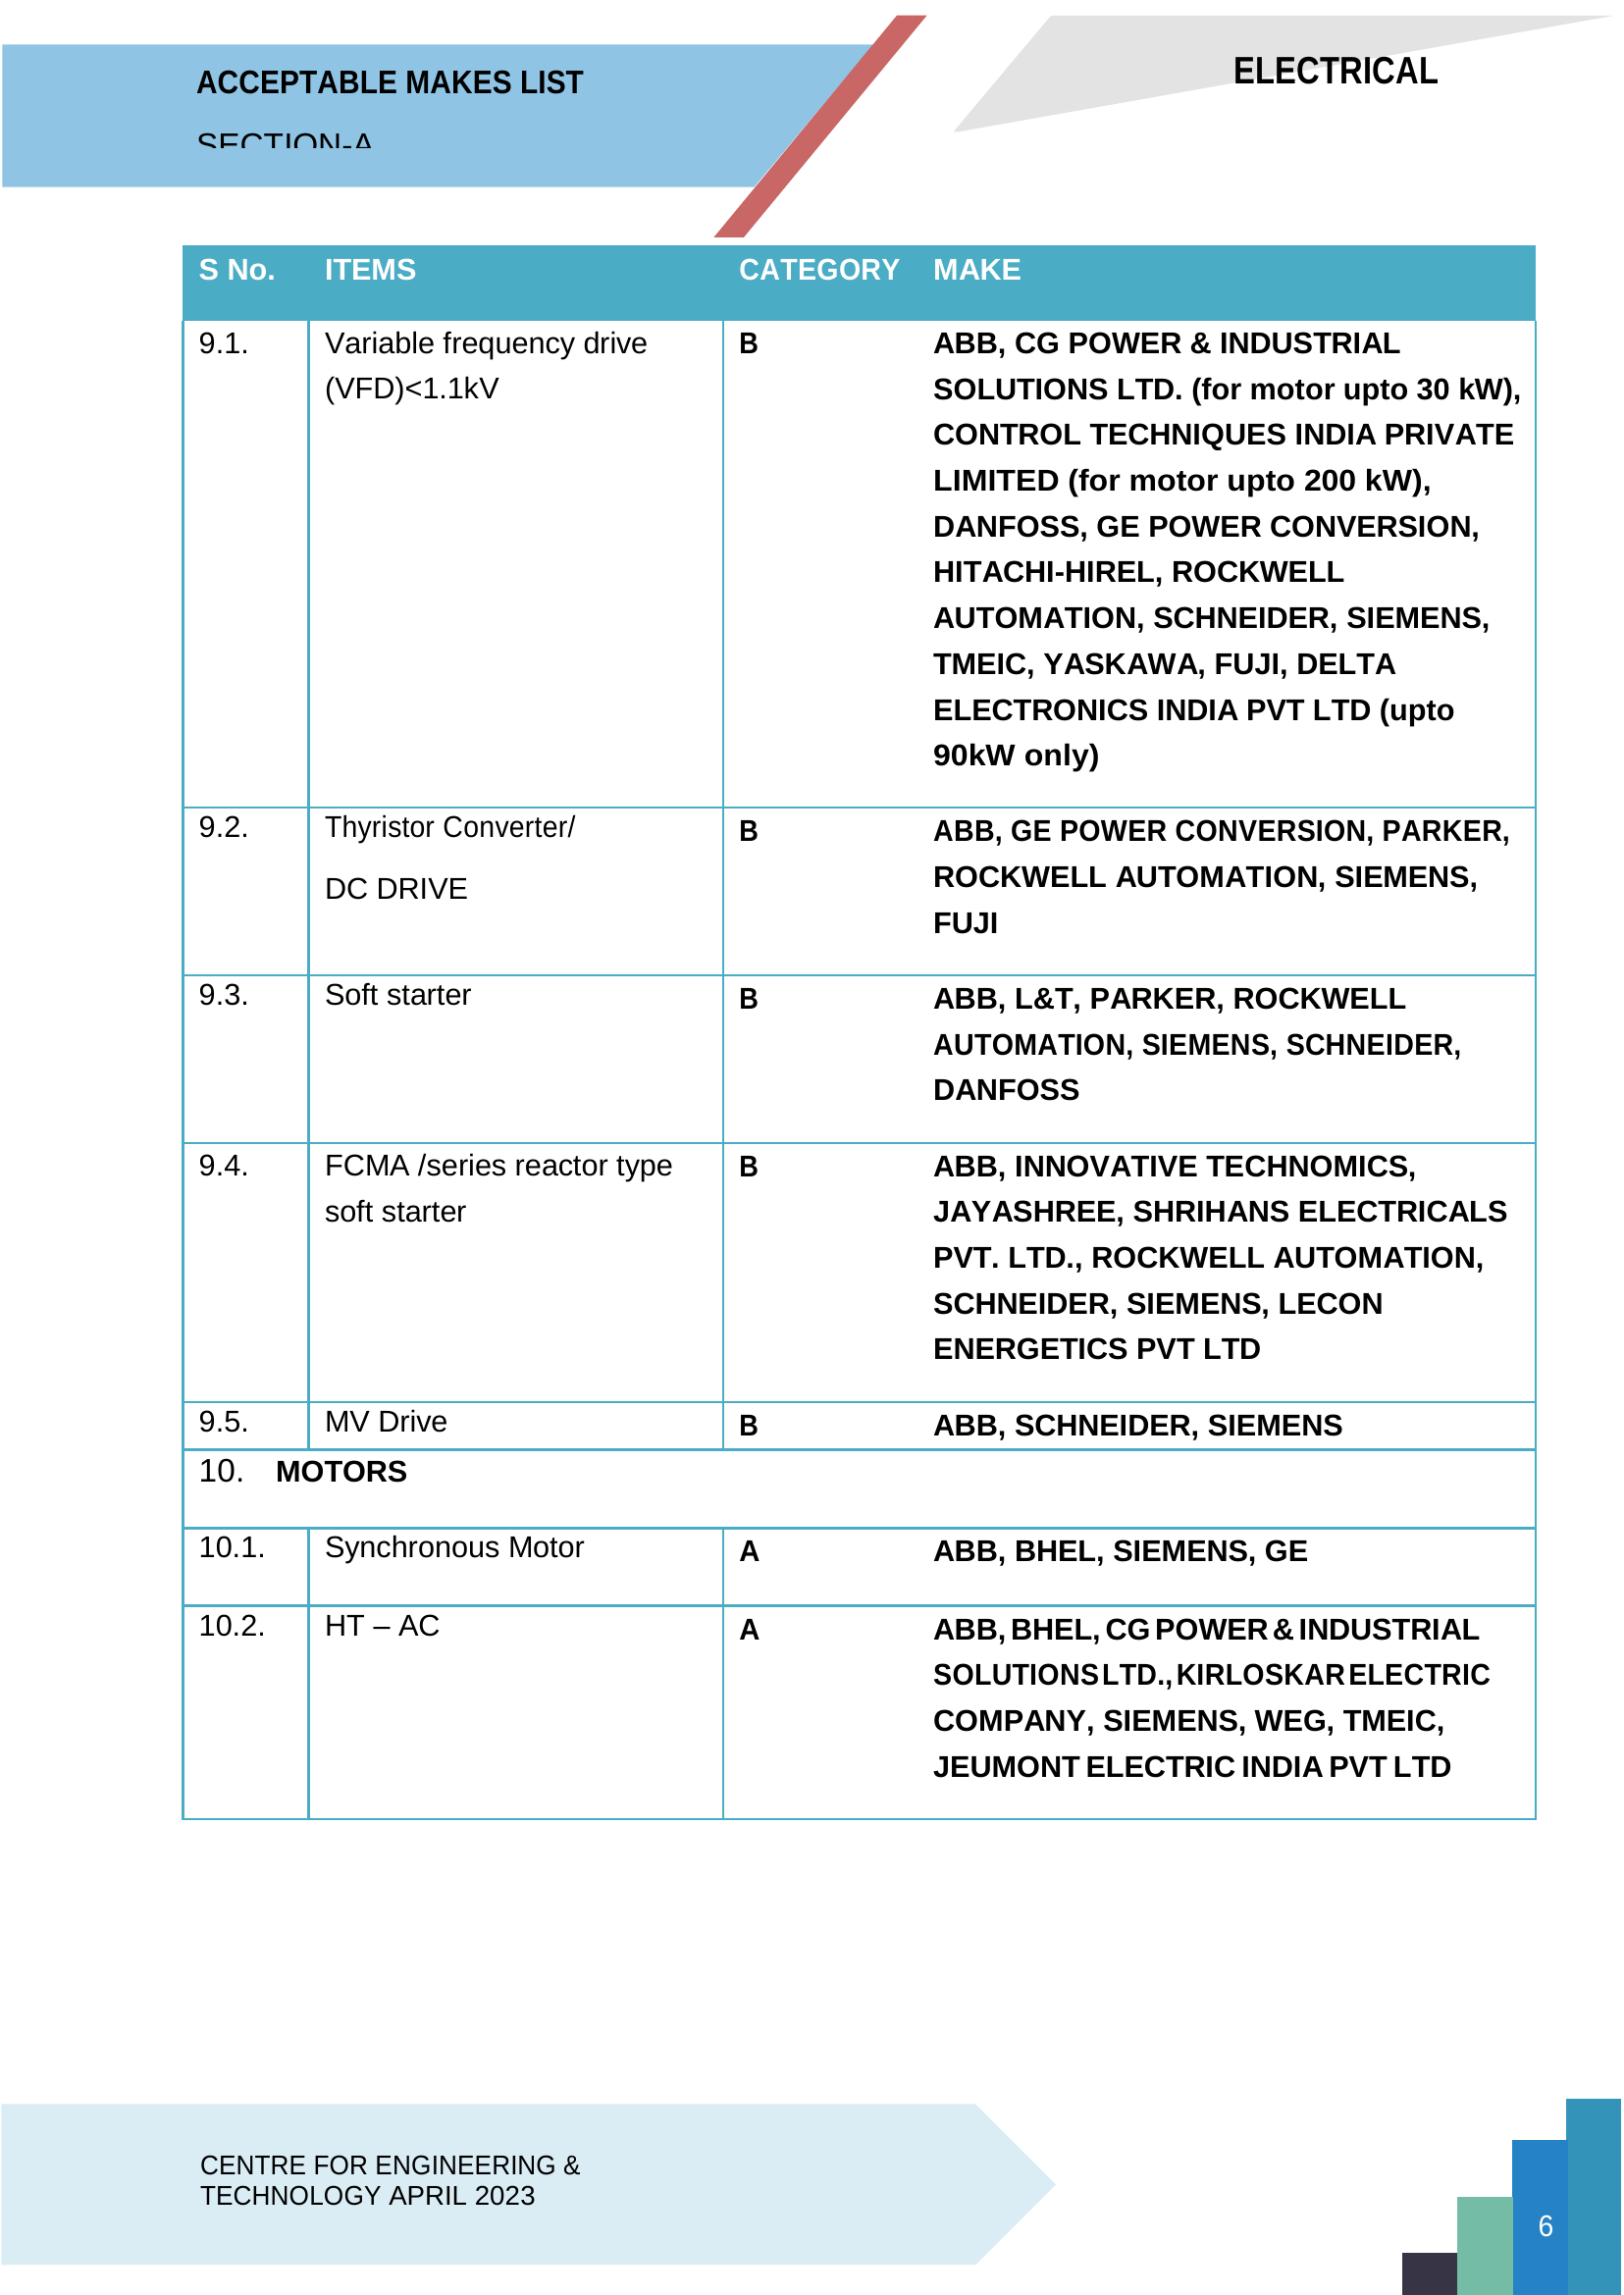 ACCEPTABLE MAKES LIST
SECTION-A
ELECTRICAL
S No. ITEMS CATEGORY MAKE
9.1. Variable frequency drive (VFD)<1.1kV B ABB, CG POWER & INDUSTRIAL
SOLUTIONS LTD. (for motor upto 30 kW),
CONTROL TECHNIQUES INDIA PRIVATE
LIMITED (for motor upto 200 kW),
DANFOSS, GE POWER CONVERSION,
HITACHI-HIREL, ROCKWELL
AUTOMATION, SCHNEIDER, SIEMENS,
TMEIC, YASKAWA, FUJI, DELTA
ELECTRONICS INDIA PVT LTD (upto
90kW only)
9.2. Thyristor Converter/
DC DRIVE
B ABB, GE POWER CONVERSION, PARKER,
ROCKWELL AUTOMATION, SIEMENS,
FUJI
9.3. Soft starter B ABB, L&T, PARKER, ROCKWELL
AUTOMATION, SIEMENS, SCHNEIDER,
DANFOSS
9.4. FCMA /series reactor type
soft starter
B ABB, INNOVATIVE TECHNOMICS,
JAYASHREE, SHRIHANS ELECTRICALS
PVT. LTD., ROCKWELL AUTOMATION,
SCHNEIDER, SIEMENS, LECON
ENERGETICS PVT LTD
9.5. MV Drive B ABB, SCHNEIDER, SIEMENS
10. MOTORS
10.1. Synchronous Motor A ABB, BHEL, SIEMENS, GE
10.2. HT – AC A ABB, BHEL, CG POWER & INDUSTRIAL
SOLUTIONS LTD., KIRLOSKAR ELECTRIC
COMPANY, SIEMENS, WEG, TMEIC,
JEUMONT ELECTRIC INDIA PVT LTD
CENTRE FOR ENGINEERING &
TECHNOLOGY APRIL 2023
6